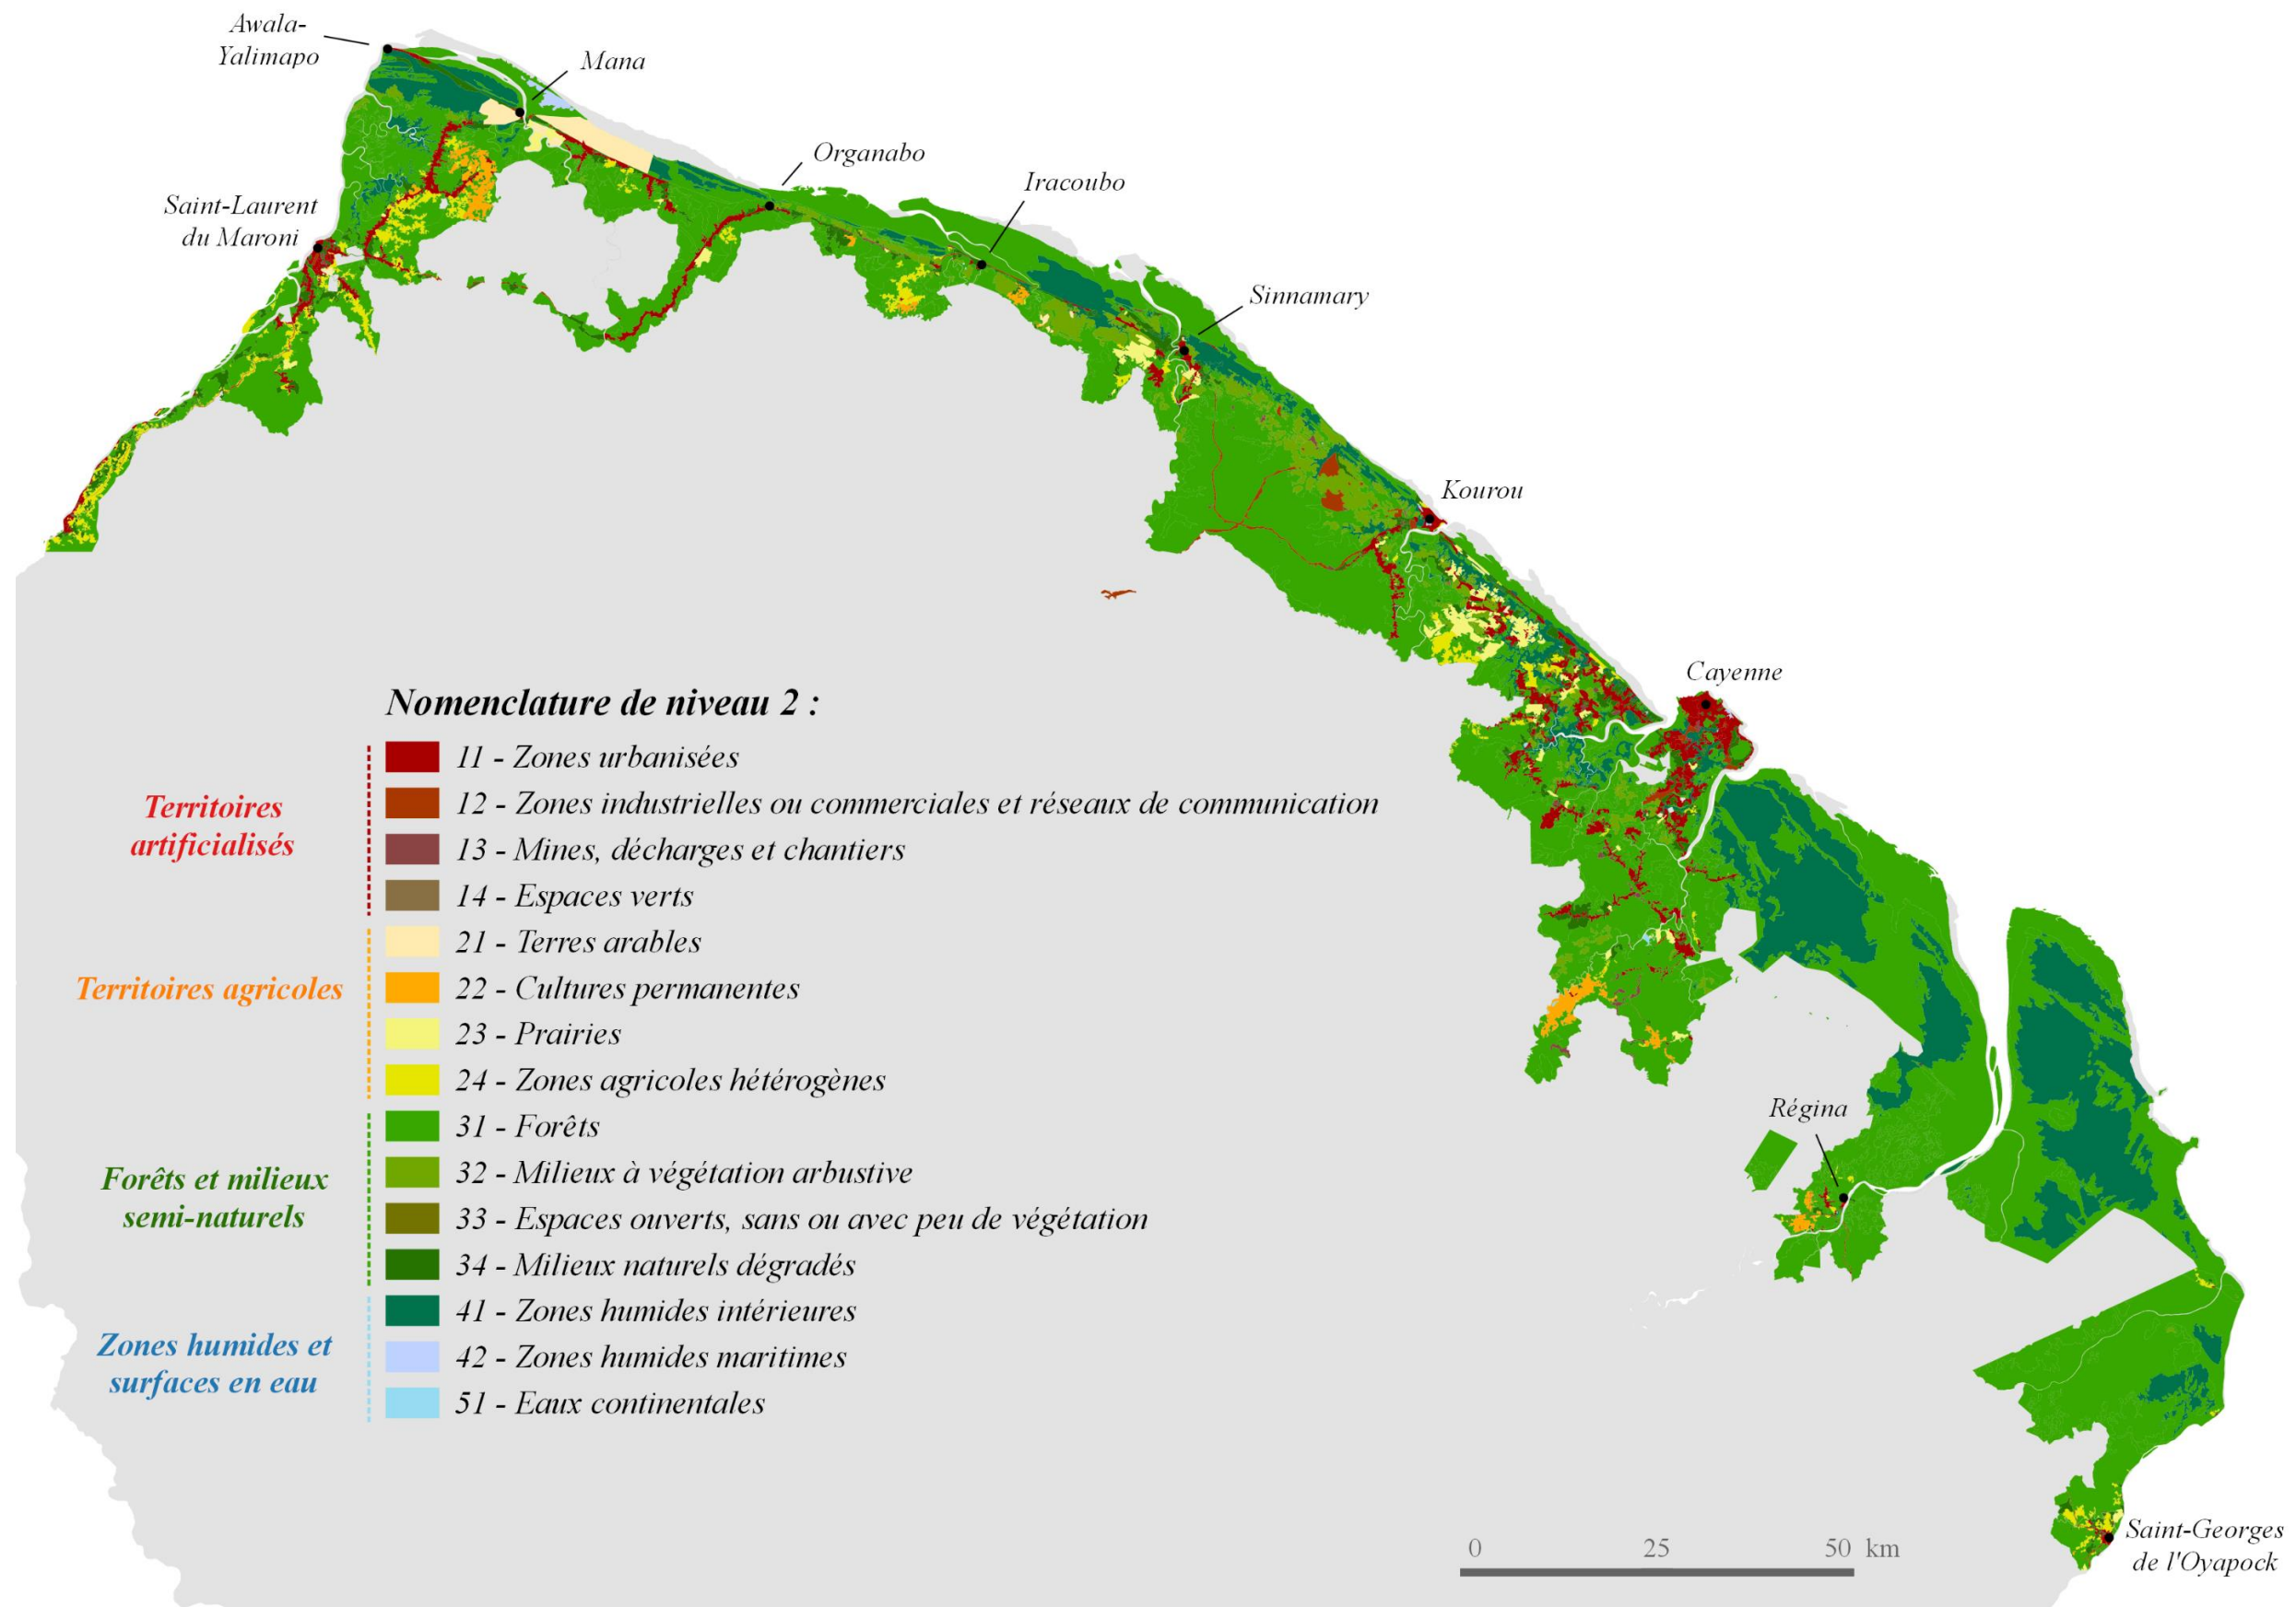 Awala-
Yalimapo
Mana
Organabo
Iracoubo
Saint-Laurent
du Maroni
Sinnamary
Kourou
Cayenne
Nomenclature de niveau 2 :
Territoires
artificialisés
11 - Zones urbanisées
12 - Zones industrielles ou commerciales et réseaux de communication
13 - Mines, décharges et chantiers
14 - Espaces verts
Territoires agricoles
21 - Terres arables
22 - Cultures permanentes
23 - Prairies
24 - Zones agricoles hétérogènes
Forêts et milieux
semi-naturels
31 - Forêts
32 - Milieux à végétation arbustive
33 - Espaces ouverts, sans ou avec peu de végétation
34 - Milieux naturels dégradés
Zones humides et
surfaces en eau
41 - Zones humides intérieures
42 - Zones humides maritimes
51 - Eaux continentales
Régina
0 25 50 km
Saint-Georges
de l'Oyapock